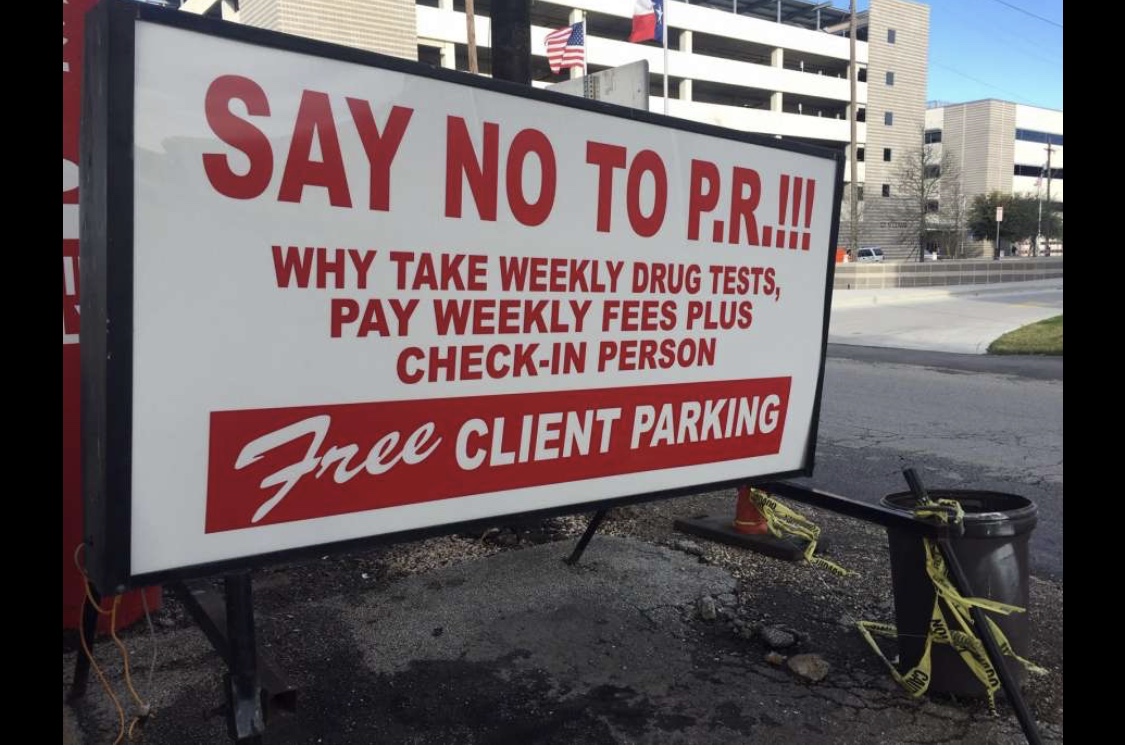 SAY NO TO P.R.!!!
WHY TAKE WEEKLY DRUG TESTS,
PAY WEEKLY FEES PLUS
CHECK-IN PERSON
Free CLIENT PARKING